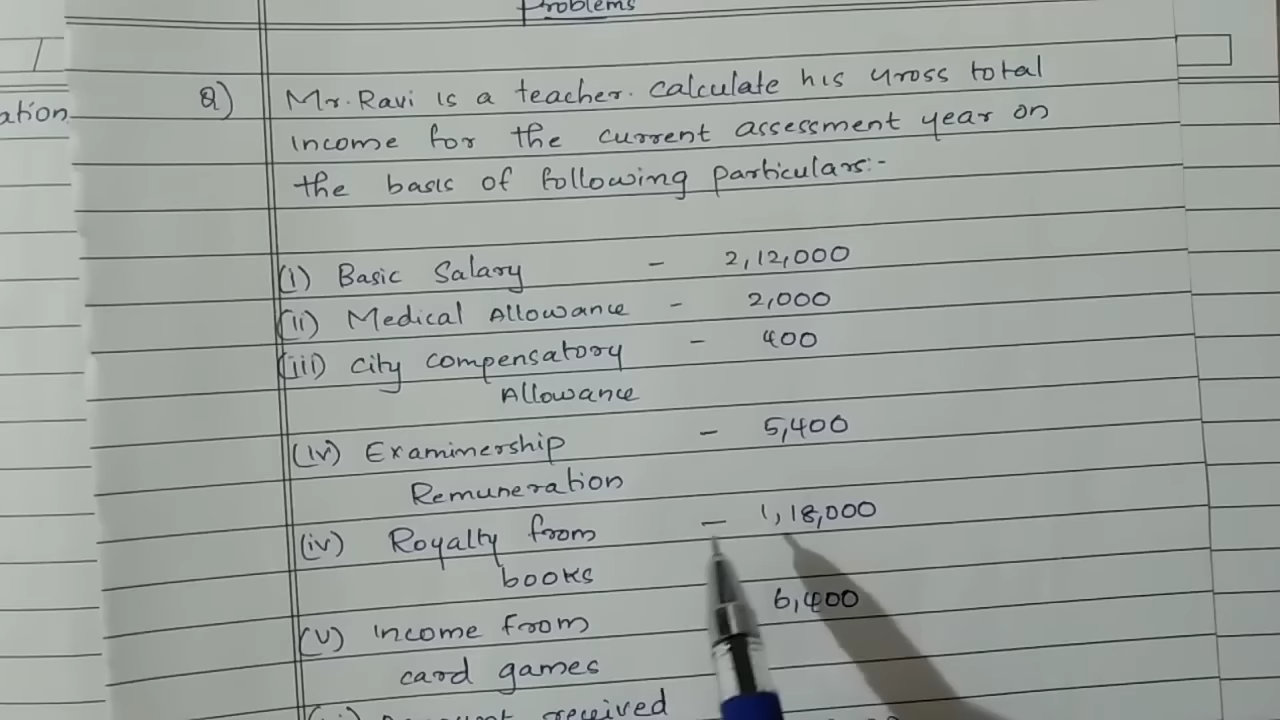 Problems
ation
Q) Mr. Ravi is a teacher. Calculate his Gross total
income for the current assessment year on
the basis of following particulars:-
(i) Basic Salary - 2,12,000
(ii) Medical Allowance - 2,000
(iii) City compensatory - 400
Allowance
(iv) Examinership - 5,400
Remuneration
(iv) Royalty from - 1,18,000
books
(v) Income from 6,400
card games
received